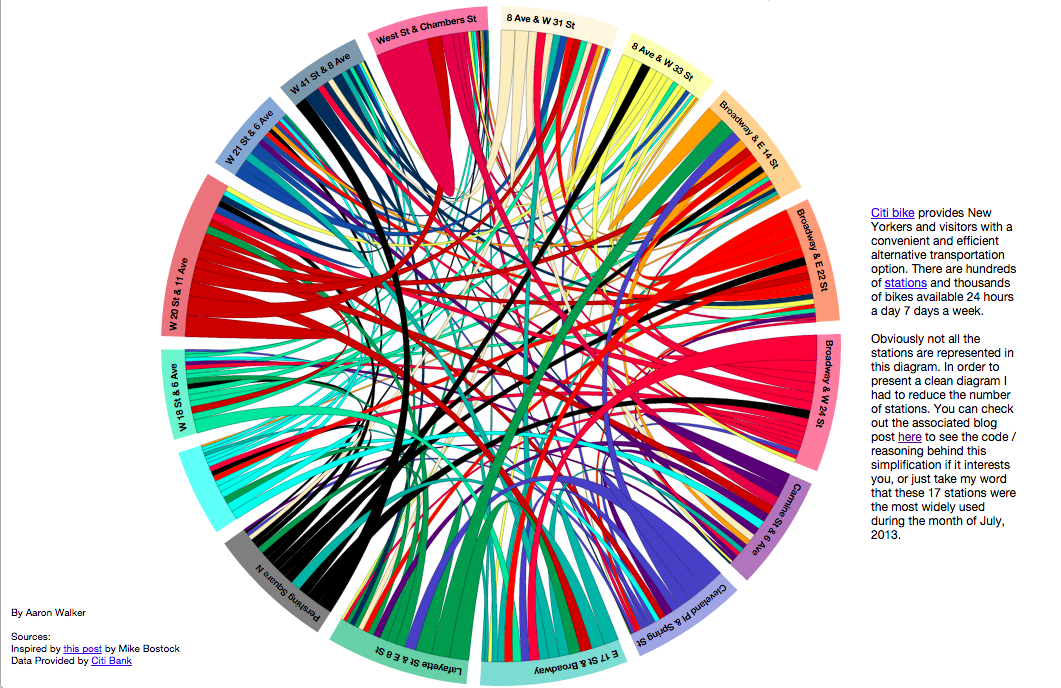 West St & Chambers St
8 Ave & W 31 St
8 Ave & W 33 St
Broadway & E 14 St
Broadway & E 22 St
Broadway & W 24 St
Carmine St & 6 Ave
Cleveland Pl & Spring St
E 17 St & Broadway
Lafayette St & E 8 St
Pershing Square N
W 18 St & 6 Ave
W 20 St & 11 Ave
W 21 St & 6 Ave
W 41 St & 8 Ave
Citi bike provides New
Yorkers and visitors with a
convenient and efficient
alternative transportation
option. There are hundreds
of stations and thousands
of bikes available 24 hours
a day 7 days a week.
Obviously not all the
stations are represented in
this diagram. In order to
present a clean diagram I
had to reduce the number
of stations. You can check
out the associated blog
post here to see the code /
reasoning behind this
simplification if it interests
you, or just take my word
that these 17 stations were
the most widely used
during the month of July,
2013.
By Aaron Walker
Sources:
Inspired by this post by Mike Bostock
Data Provided by Citi Bank